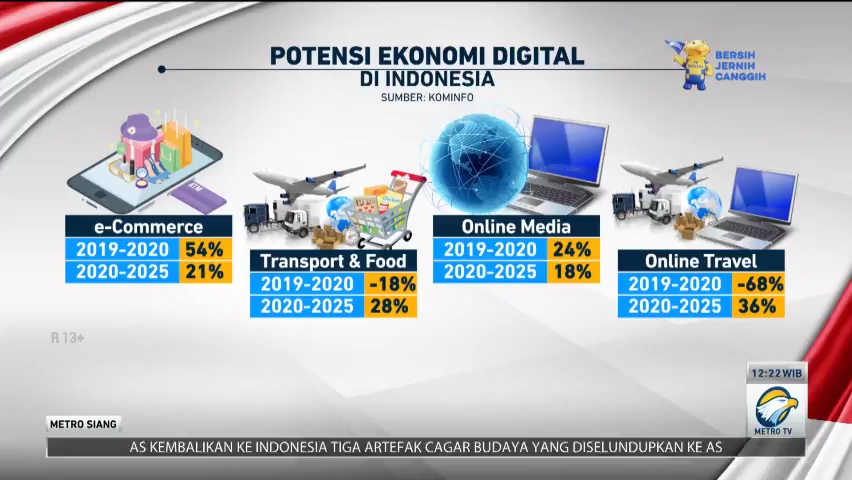 POTENSI EKONOMI DIGITAL
DI INDONESIA
SUMBER: KOMINFO
BERSIH
JERNIH
CANGGIH
e-Commerce
2019-2020 54%
2020-2025 21%
Transport & Food
2019-2020 -18%
2020-2025 28%
Online Media
2019-2020 24%
2020-2025 18%
Online Travel
2019-2020 -68%
2020-2025 36%
R 13+
12:22 WIB
METRO TV
METRO SIANG
AS KEMBALIKAN KE INDONESIA TIGA ARTEFAK CAGAR BUDAYA YANG DISELUNDUPKAN KE AS